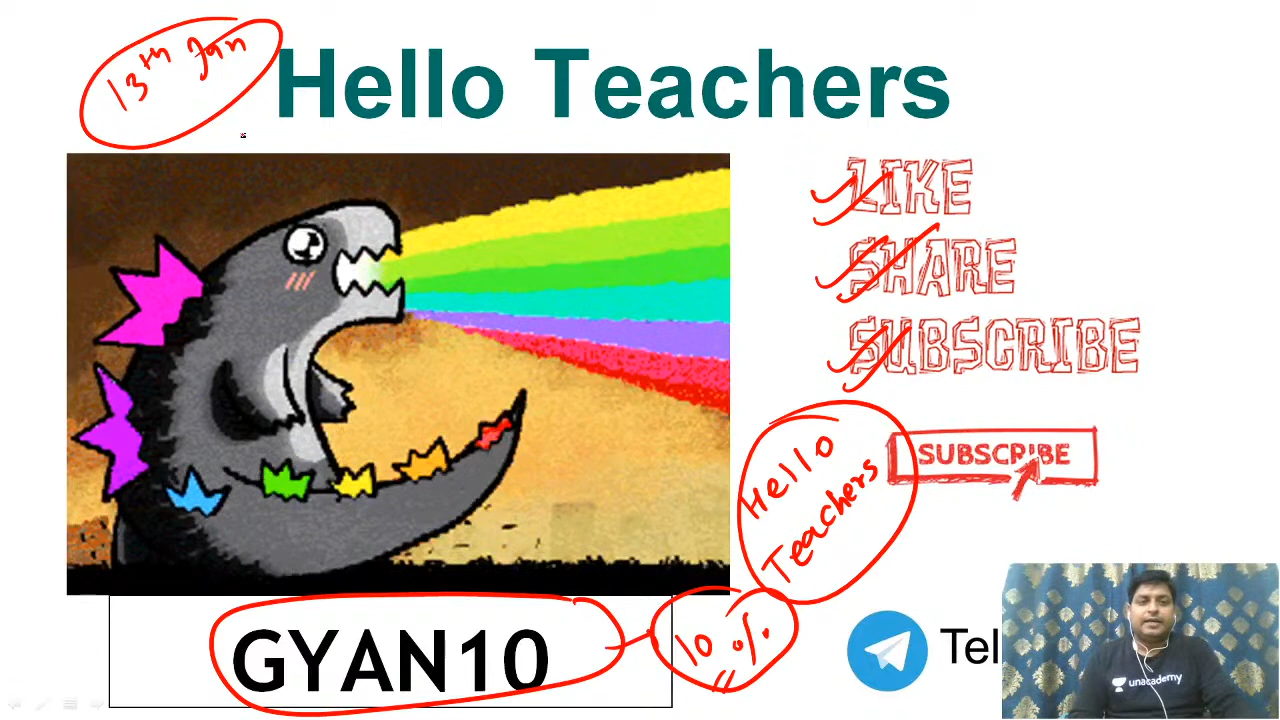 13th Jan
Hello Teachers
LIKE
SHARE
SUBSCRIBE
Hello
Teachers
SUBSCRIBE
GYAN10
10 %
Tel
unacademy